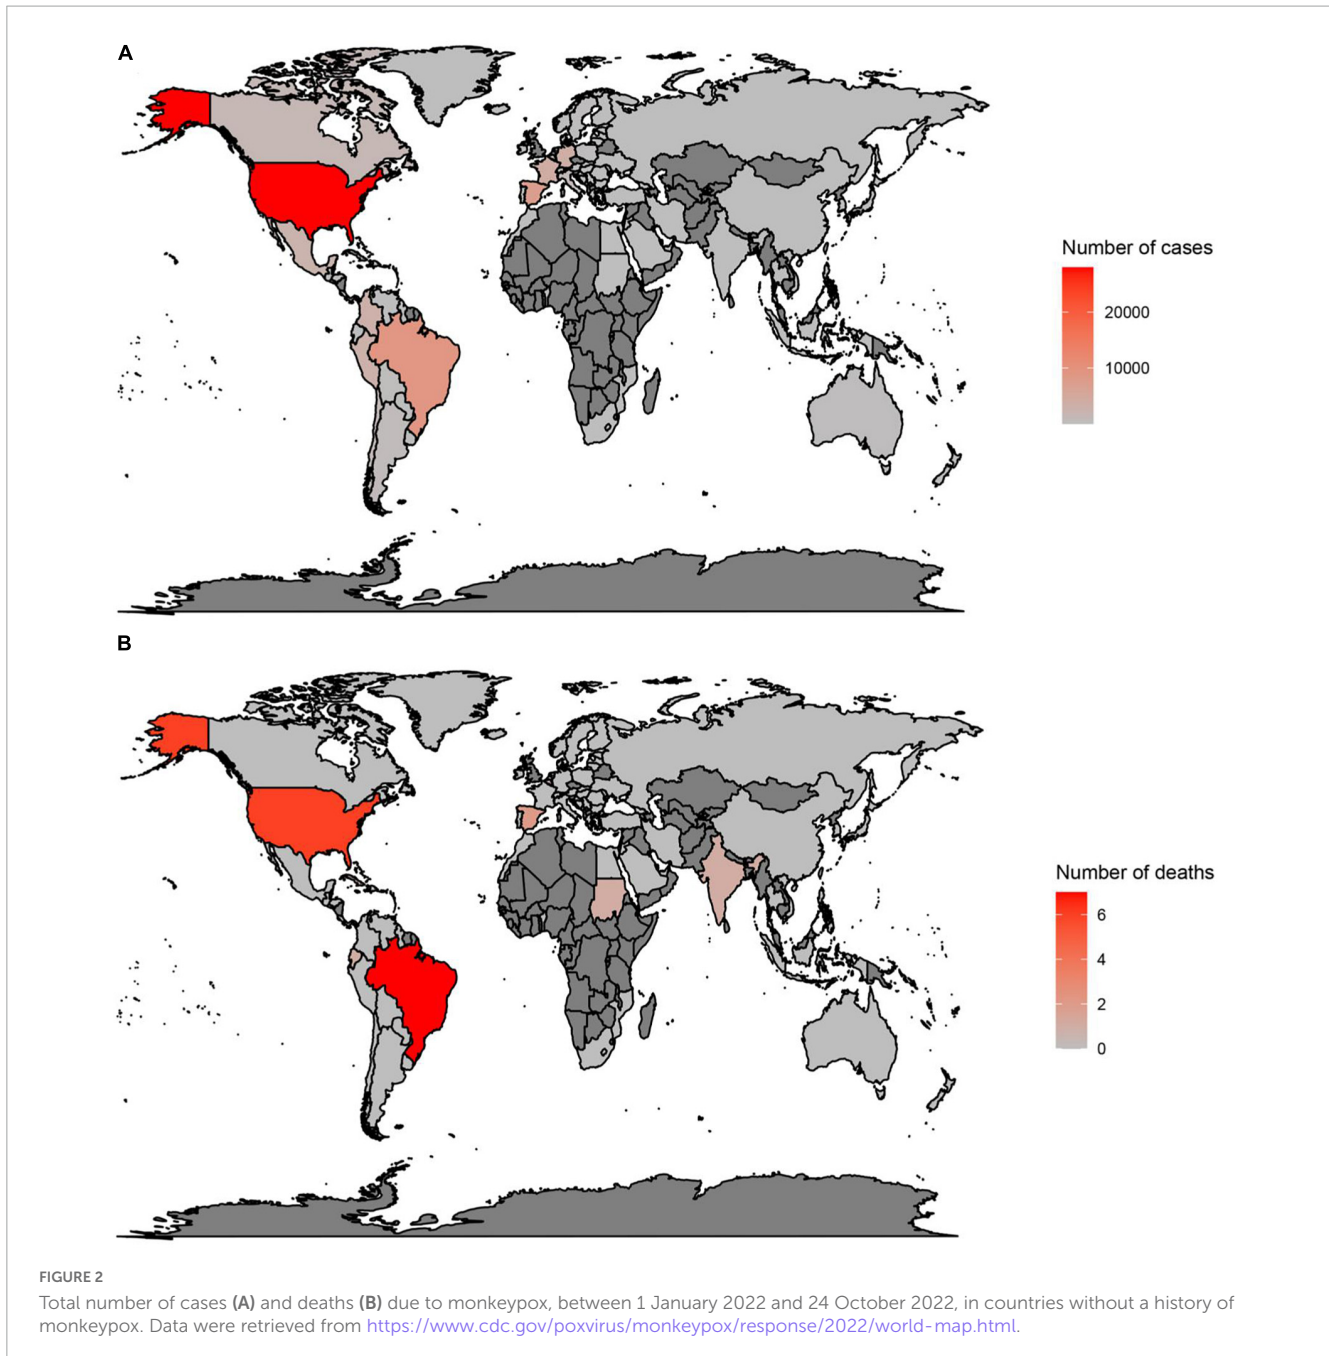 A
Number of cases
20000
10000
B
Number of deaths
6
4
2
0
FIGURE 2
Total number of cases (A) and deaths (B) due to monkeypox, between 1 January 2022 and 24 October 2022, in countries without a history of
monkeypox. Data were retrieved from https://www.cdc.gov/poxvirus/monkeypox/response/2022/world-map.html.